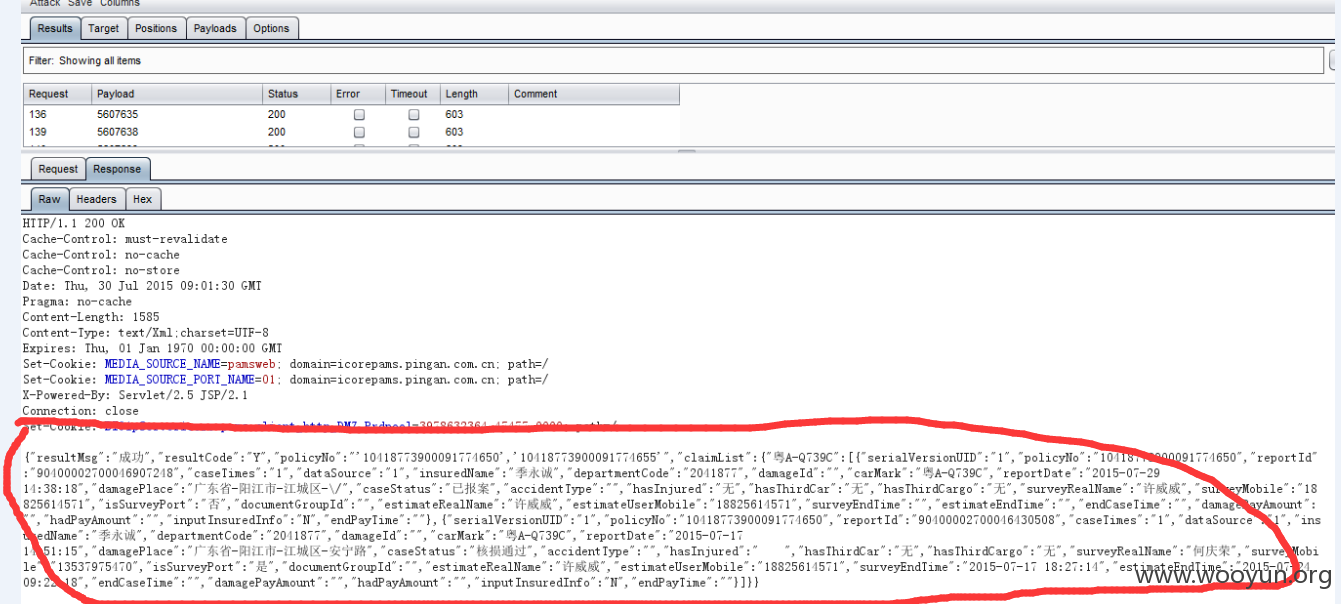 Attack Save Columns
Results Target Positions Payloads Options
Filter: Showing all items
Request Payload Status Error Timeout Length Comment
136 5607635 200 603
139 5607638 200 603
Request Response
Raw Headers Hex
HTTP/1.1 200 OK
Cache-Control: must-revalidate
Cache-Control: no-cache
Cache-Control: no-store
Date: Thu, 30 Jul 2015 09:01:30 GMT
Pragma: no-cache
Content-Length: 1585
Content-Type: text/Xml;charset=UTF-8
Expires: Thu, 01 Jan 1970 00:00:00 GMT
Set-Cookie: MEDIA_SOURCE_NAME=pamsweb; domain=icorepams.pingan.com.cn; path=/
Set-Cookie: MEDIA_SOURCE_PORT_NAME=01; domain=icorepams.pingan.com.cn; path=/
X-Powered-By: Servlet/2.5 JSP/2.1
Connection: close
{"resultMsg":"成功","resultCode":"Y","policyNo":"'10418773900091774650','10418773900091774655'","claimList":{"粤A-Q739C":[{"serialVersionUID":"1","policyNo":"10418773900091774650","reportId"
:"90400002700046907248","caseTimes":"1","dataSource":"1","insuredName":"季永诚","departmentCode":"2041877","damageId":"","carMark":"粤A-Q739C","reportDate":"2015-07-29
14:38:18","damagePlace":"广东省-阳江市-江城区-\/","caseStatus":"已报案","accidentType":"","hasInjured":"无","hasThirdCar":"无","hasThirdCargo":"无","surveyRealName":"许威威","surveyMobile":"18
825614571","isSurveyPort":"否","documentGroupId":"","estimateRealName":"许威威","estimateUserMobile":"18825614571","surveyEndTime":"","estimateEndTime":"","endCaseTime":"","damagePayAmount":
"","hadPayAmount":"","inputInsuredInfo":"N","endPayTime":""},{"serialVersionUID":"1","policyNo":"10418773900091774650","reportId":"90400002700046430508","caseTimes":"1","dataSource":"1","ins
uredName":"季永诚","departmentCode":"2041877","damageId":"","carMark":"粤A-Q739C","reportDate":"2015-07-17
:51:15","damagePlace":"广东省-阳江市-江城区-安宁路","caseStatus":"核损通过","accidentType":"","hasInjured":" ","hasThirdCar":"无","hasThirdCargo":"无","surveyRealName":"何庆荣","surveyMobi
le":"13537975470","isSurveyPort":"是","documentGroupId":"","estimateRealName":"许威威","estimateUserMobile":"18825614571","surveyEndTime":"2015-07-17 18:27:14","estimateEndTime":"2015-07-24
09:22:18","endCaseTime":"","damagePayAmount":"","hadPayAmount":"","inputInsuredInfo":"N","endPayTime":""}]}}
www.wooyun.org